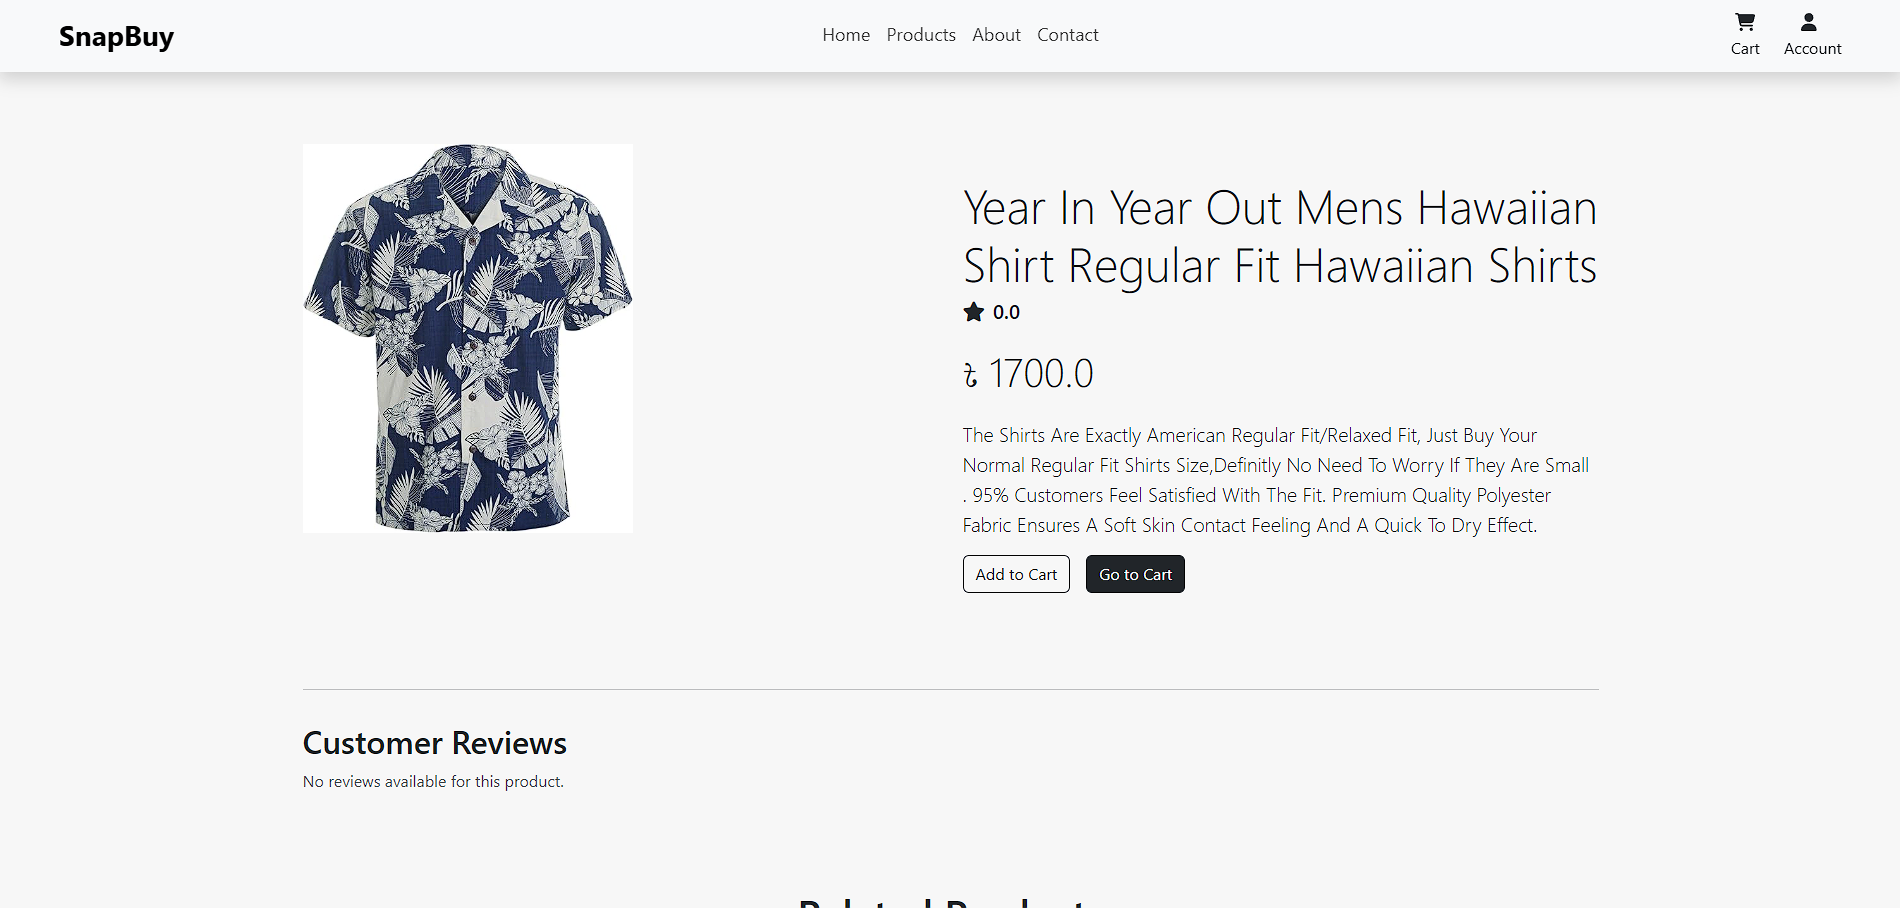 SnapBuy
Home Products About Contact
Cart
Account
Year In Year Out Mens Hawaiian
Shirt Regular Fit Hawaiian Shirts
0.0
৳ 1700.0
The Shirts Are Exactly American Regular Fit/Relaxed Fit, Just Buy Your
Normal Regular Fit Shirts Size,Definitly No Need To Worry If They Are Small
. 95% Customers Feel Satisfied With The Fit. Premium Quality Polyester
Fabric Ensures A Soft Skin Contact Feeling And A Quick To Dry Effect.
Add to Cart
Go to Cart
Customer Reviews
No reviews available for this product.
Related Product